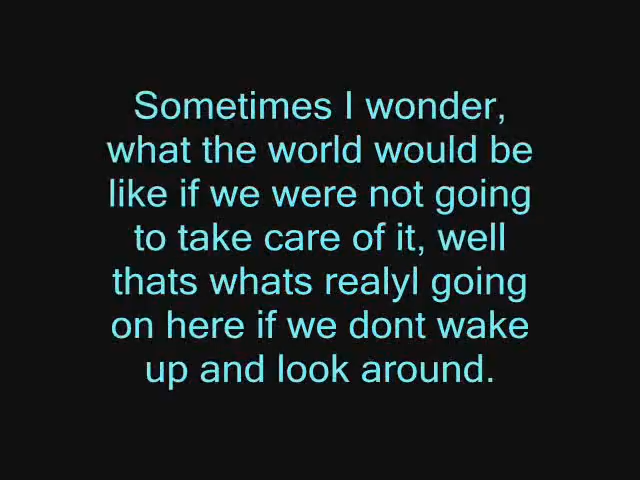 Sometimes I wonder,
what the world would be
like if we were not going
to take care of it, well
thats whats realyl going
on here if we dont wake
up and look around.